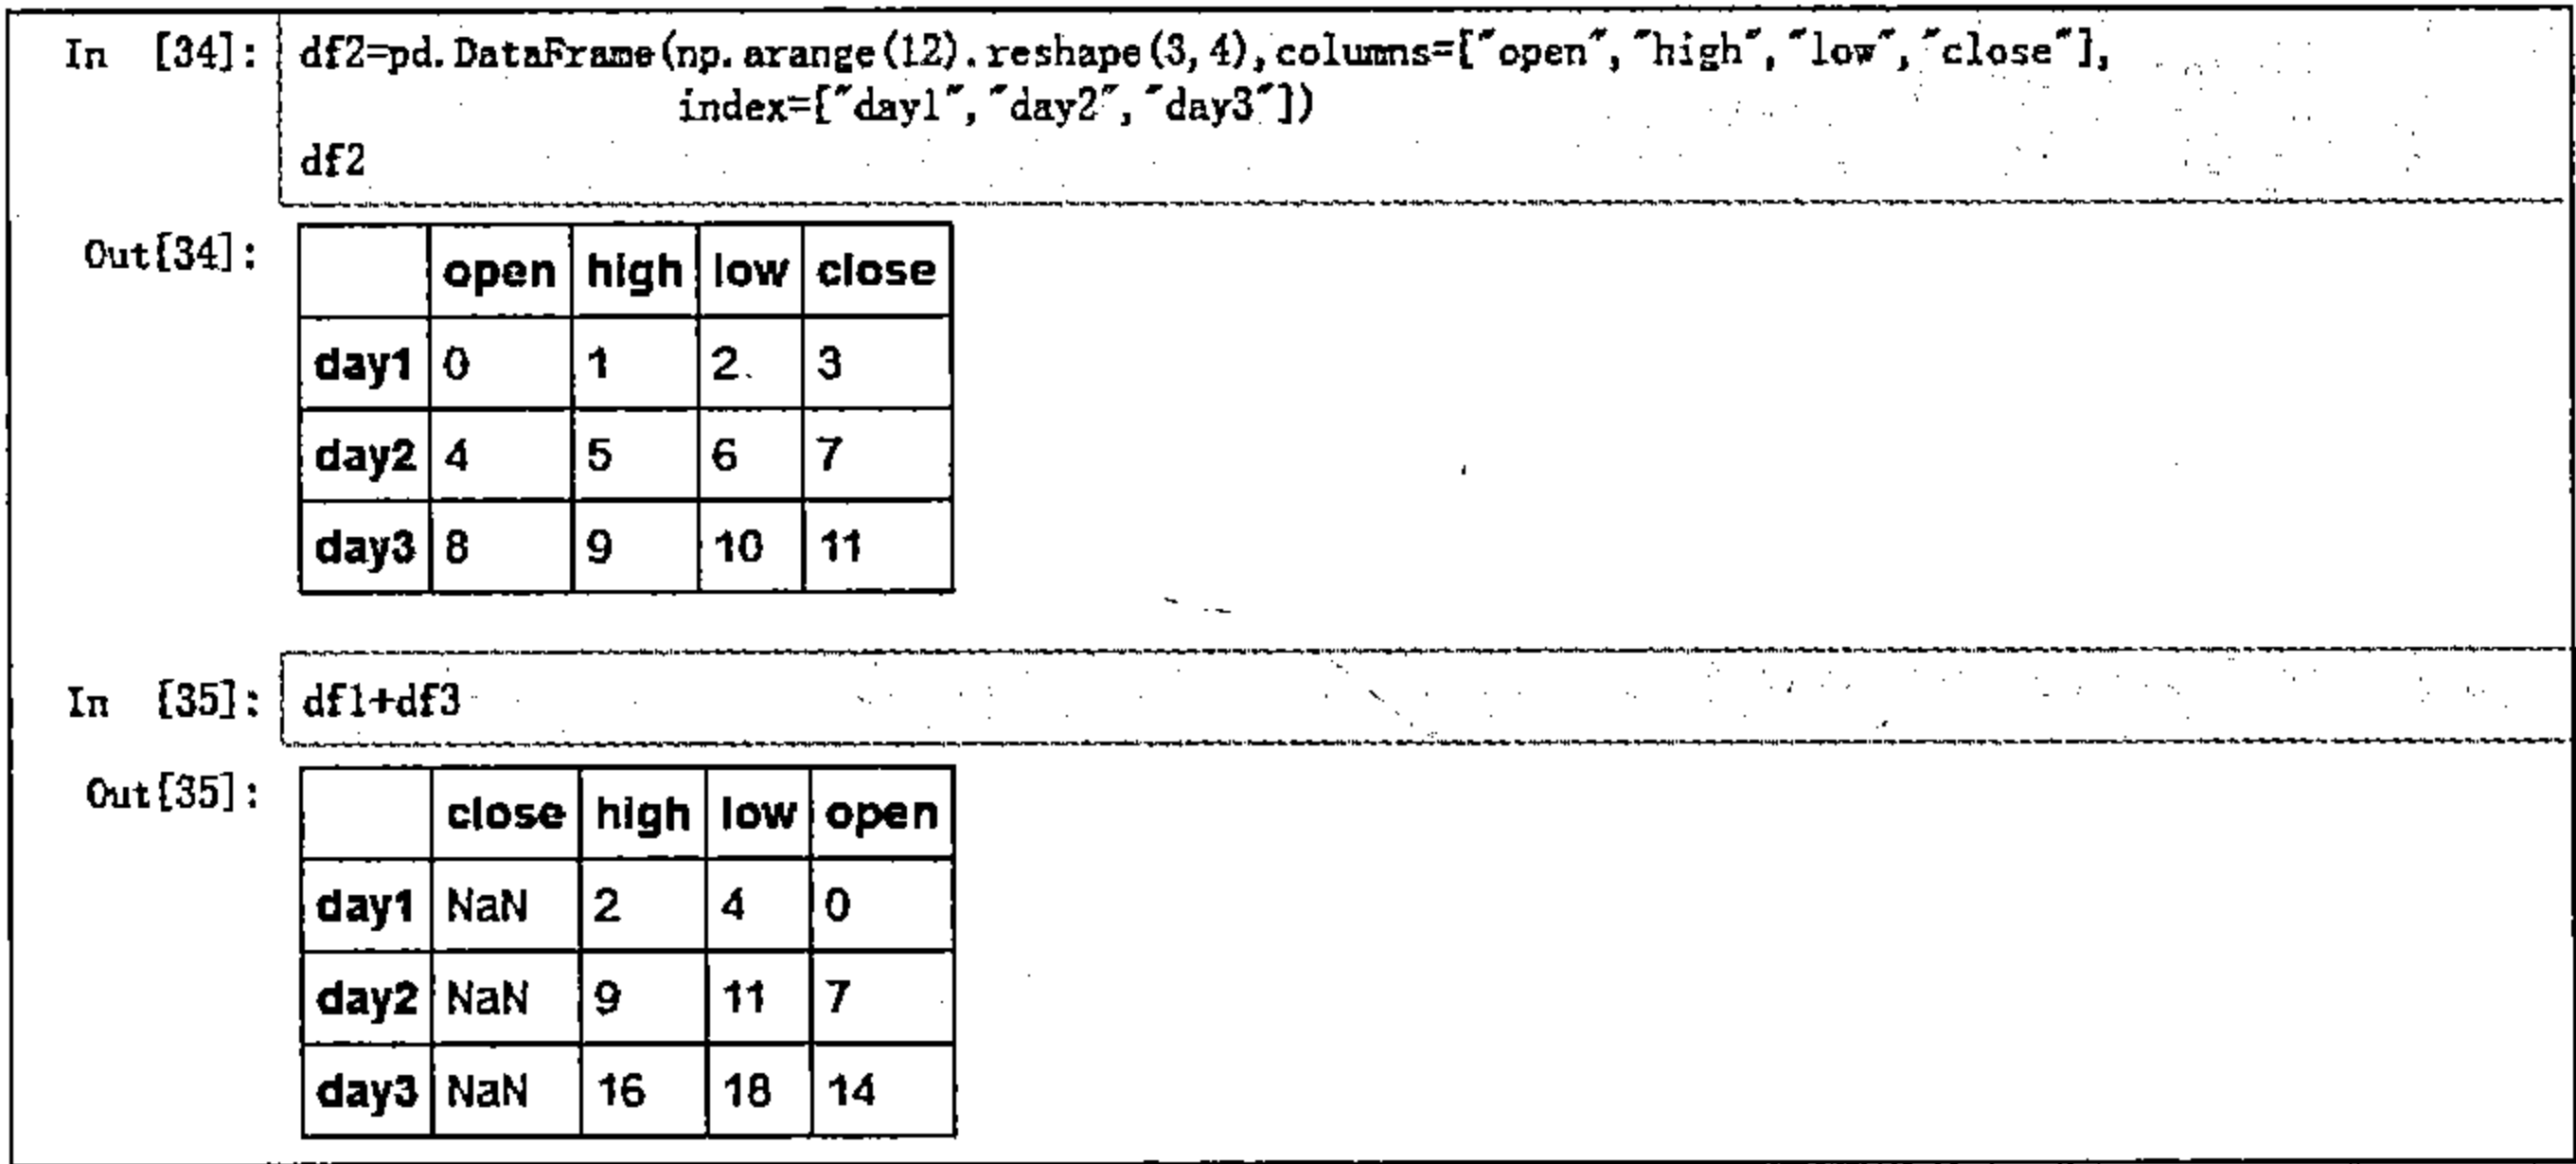 In [34]: df2=pd.DataFrame(np.arange(12).reshape(3,4),columns=["open","high","low","close"],
index=["day1","day2","day3"])
df2
Out[34]:
open high low close
day1 0 1 2 3
day2 4 5 6 7
day3 8 9 10 11
In [35]: df1+df3
Out[35]:
close high low open
day1 NaN 2 4 0
day2 NaN 9 11 7
day3 NaN 16 18 14